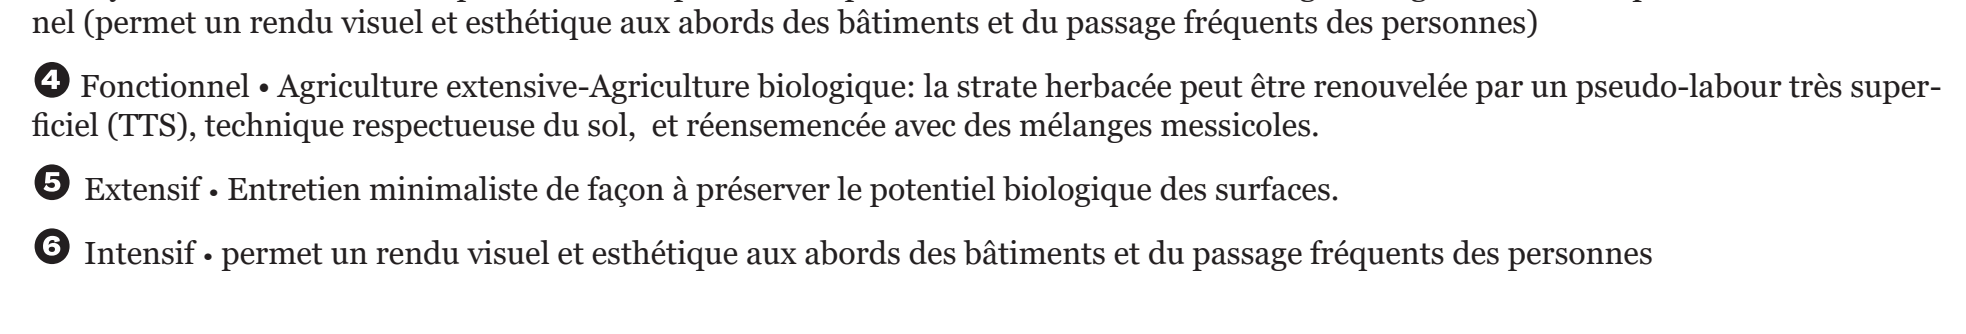 nel (permet un rendu visuel et esthétique aux abords des bâtiments et du passage fréquents des personnes)
4 Fonctionnel • Agriculture extensive-Agriculture biologique: la strate herbacée peut être renouvelée par un pseudo-labour très super-
ficiel (TTS), technique respectueuse du sol,  et réensemencée avec des mélanges messicoles.
5 Extensif • Entretien minimaliste de façon à préserver le potentiel biologique des surfaces.
6 Intensif • permet un rendu visuel et esthétique aux abords des bâtiments et du passage fréquents des personnes